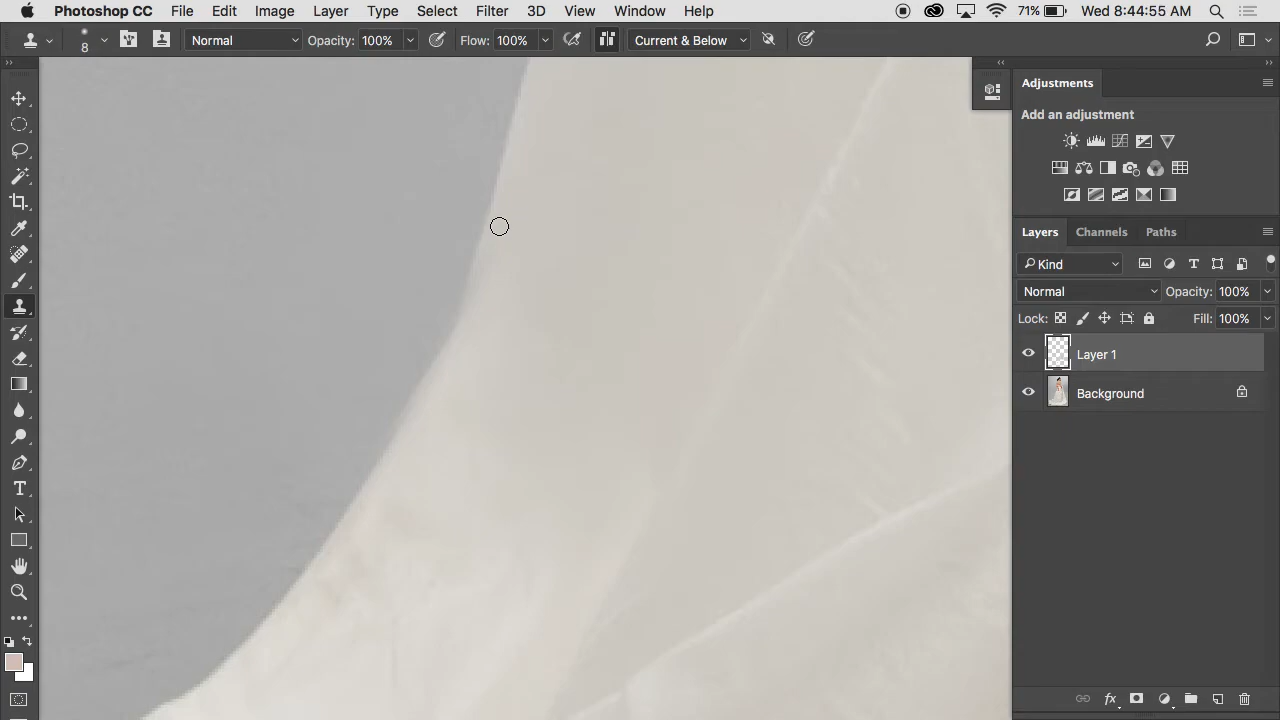 Photoshop CC File Edit Image Layer Type Select Filter 3D View Window Help 71% Wed 8:44:55 AM
8 Normal Opacity: 100% Flow: 100% Current & Below
Adjustments
Add an adjustment
Layers Channels Paths
Kind
Normal Opacity: 100%
Lock: Fill: 100%
Layer 1
Background